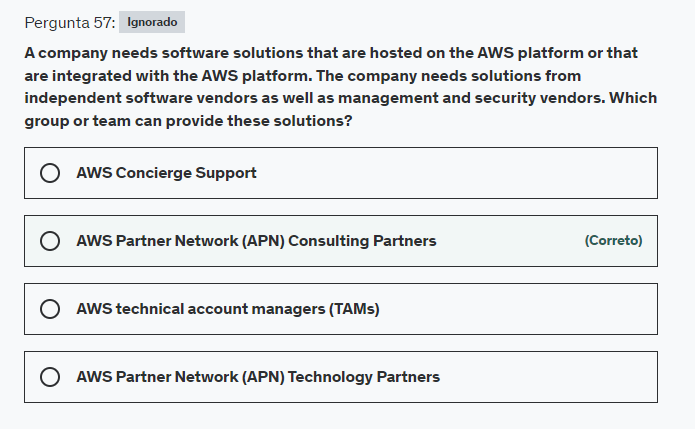 Pergunta 57: Ignorado
A company needs software solutions that are hosted on the AWS platform or that
are integrated with the AWS platform. The company needs solutions from
independent software vendors as well as management and security vendors. Which
group or team can provide these solutions?
AWS Concierge Support
AWS Partner Network (APN) Consulting Partners (Correto)
AWS technical account managers (TAMs)
AWS Partner Network (APN) Technology Partners